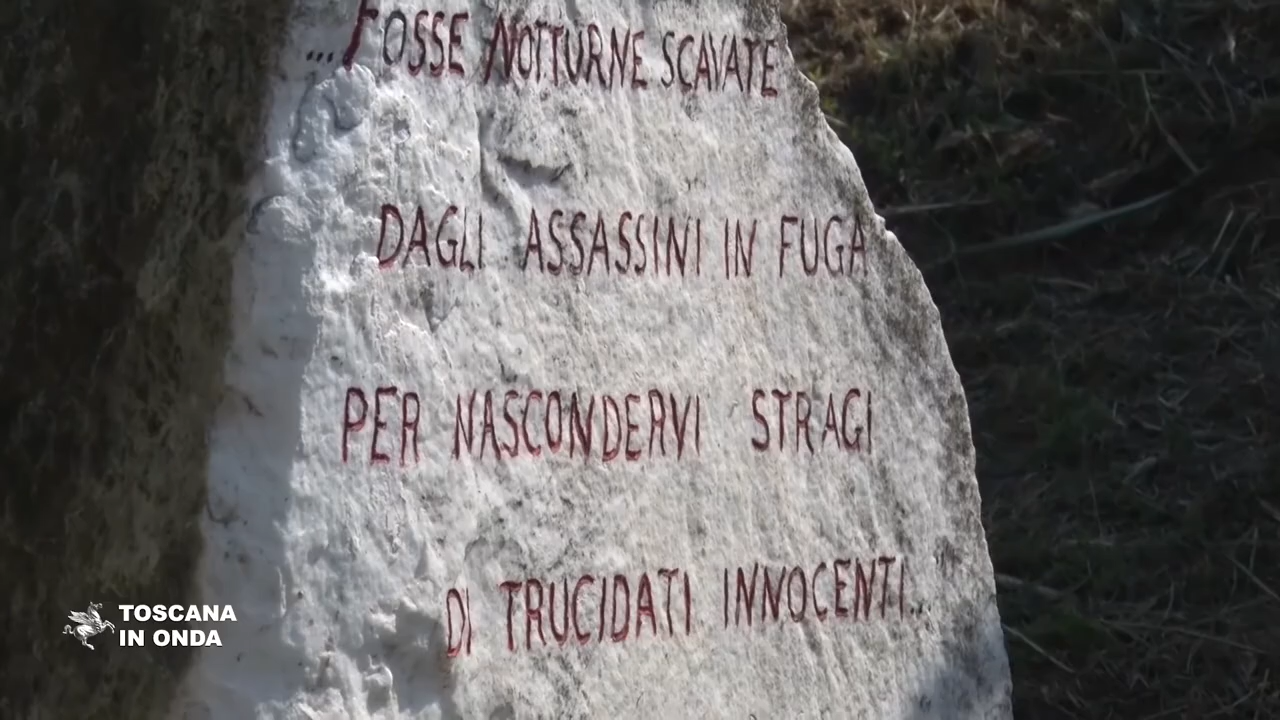 ...FOSSE NOTTURNE SCAVATE
DAGLI ASSASSINI IN FUGA
PER NASCONDERVI STRAGI
DI TRUCIDATI INNOCENTI...
TOSCANA
IN ONDA